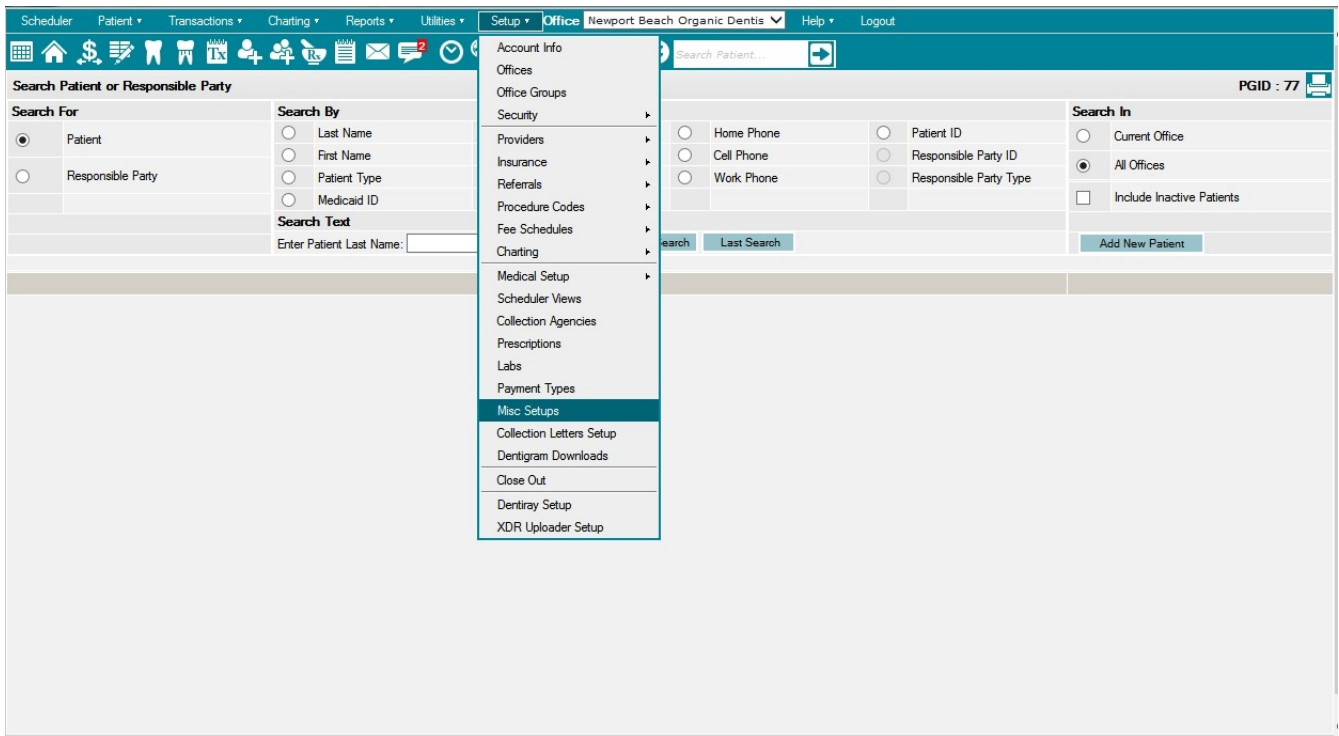 Scheduler Patient Transactions Charting Reports Utilities Setup Office Newport Beach Organic Dentis Help Logout
Tx Rx 2 Search Patient...
Search Patient or Responsible Party PGID : 77
Search For Search By Search In
Patient Last Name Home Phone Patient ID Current Office
First Name Cell Phone Responsible Party ID All Offices
Responsible Party Patient Type Work Phone Responsible Party Type
Medicaid ID Include Inactive Patients
Search Text
Enter Patient Last Name: earch Last Search Add New Patient
Account Info
Offices
Office Groups
Security
Providers
Insurance
Referrals
Procedure Codes
Fee Schedules
Charting
Medical Setup
Scheduler Views
Collection Agencies
Prescriptions
Labs
Payment Types
Misc Setups
Collection Letters Setup
Dentigram Downloads
Close Out
Dentiray Setup
XDR Uploader Setup